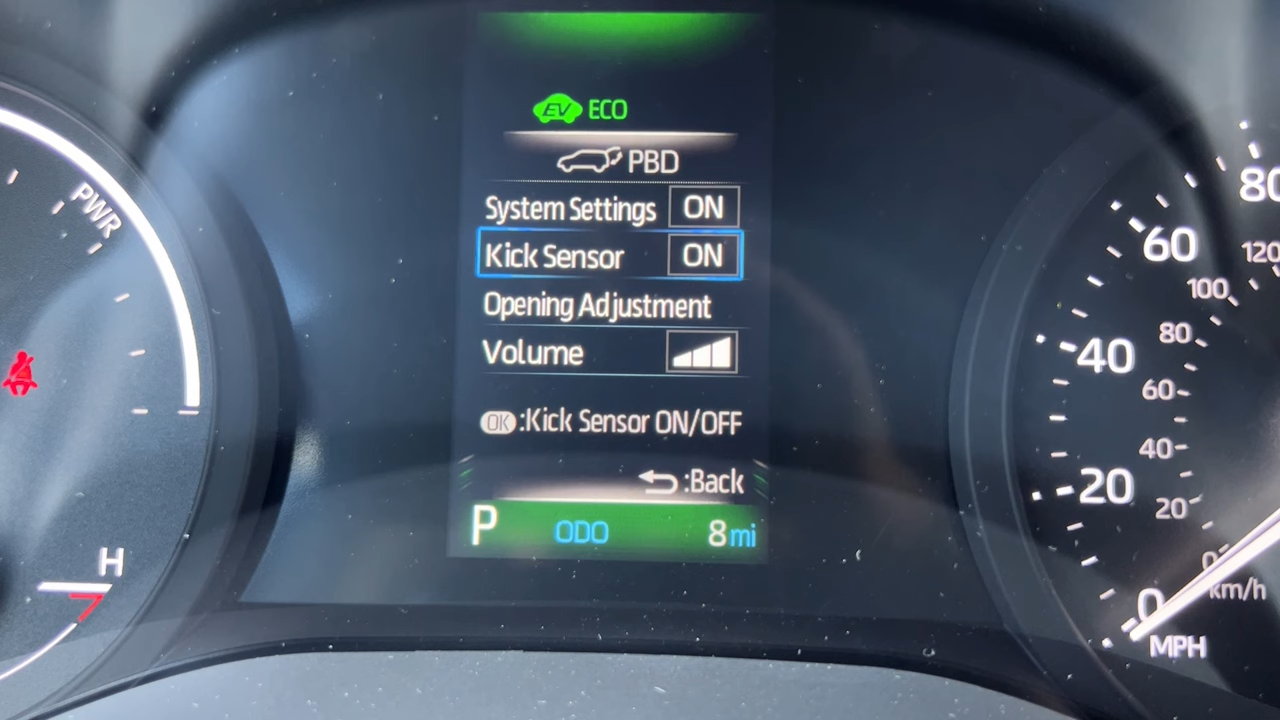 EV ECO
PBD
System Settings ON
Kick Sensor ON
Opening Adjustment
Volume
OK :Kick Sensor ON/OFF
:Back
P ODO 8 mi
PWR
H
80
60
120
100
40
80
60
40
20
20
0
0
km/h
MPH